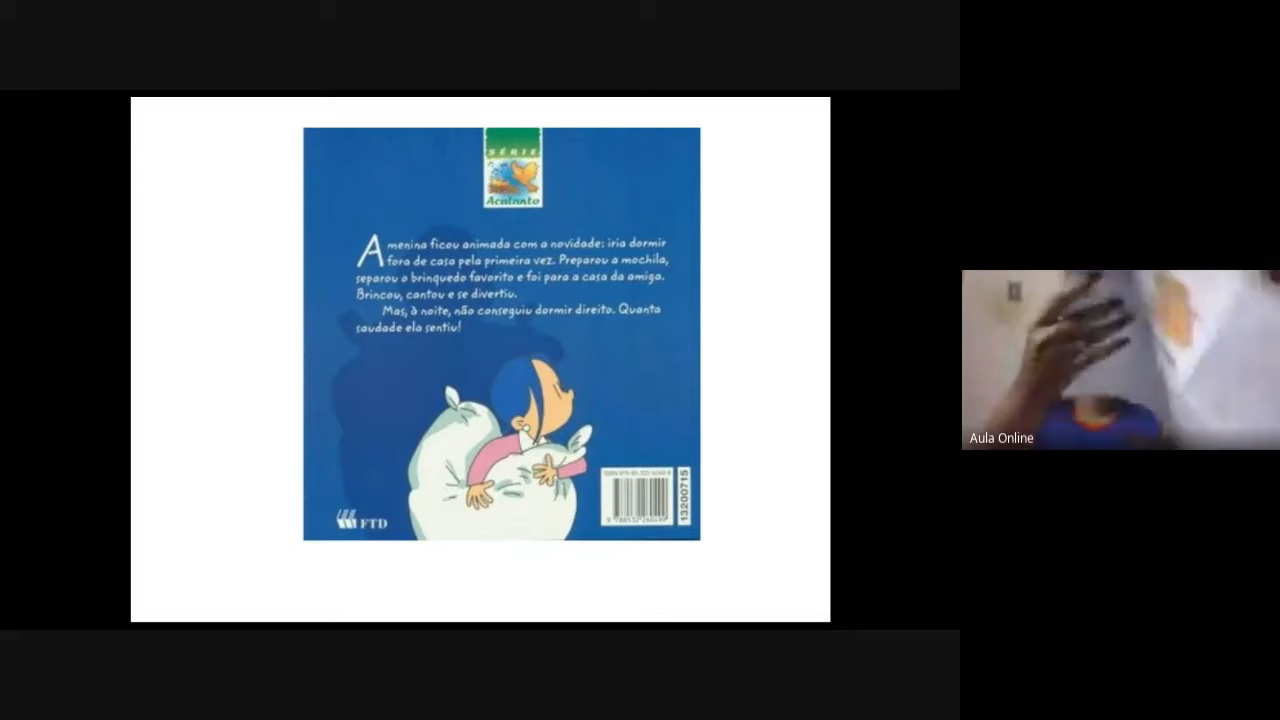 SÉRIE
Acalanto
A menina ficou animada com a novidade: iria dormir
fora de casa pela primeira vez. Preparou a mochila,
separou o brinquedo favorito e foi para a casa da amiga.
Brincou, cantou e se divertiu.
Mas, à noite, não conseguiu dormir direito. Quanta
saudade ela sentiu!
FTD
13200715
Aula Online